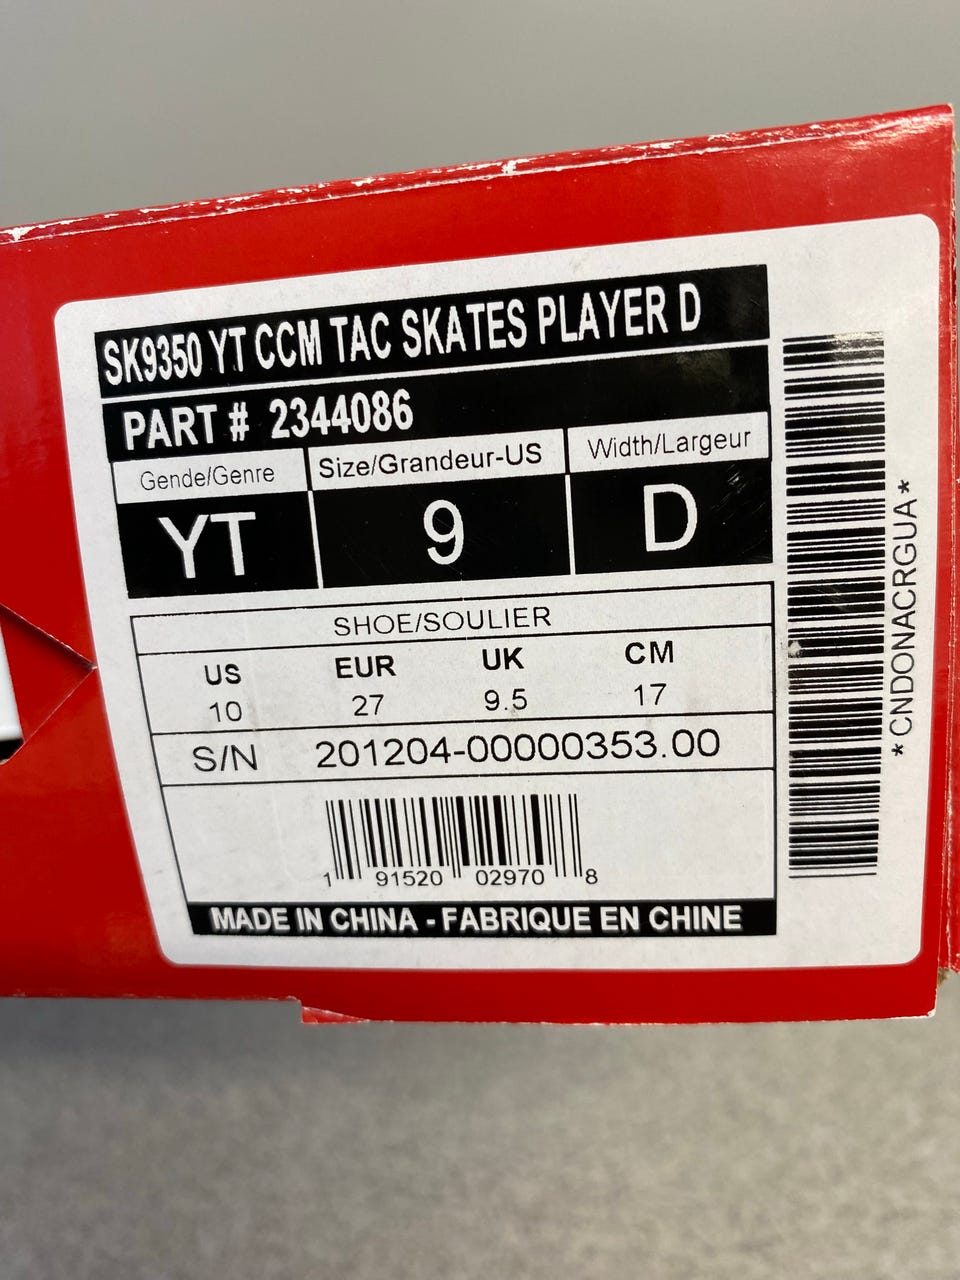 SK9350 YT CCM TAC SKATES PLAYER D
PART # 2344086
Gende/Genre Size/Grandeur-US Width/Largeur
YT 9 D
SHOE/SOULIER
US EUR UK CM
10 27 9.5 17
S/N 201204-00000353.00
1 91520 02970 8
MADE IN CHINA - FABRIQUE EN CHINE
*CNDONACRGUA*